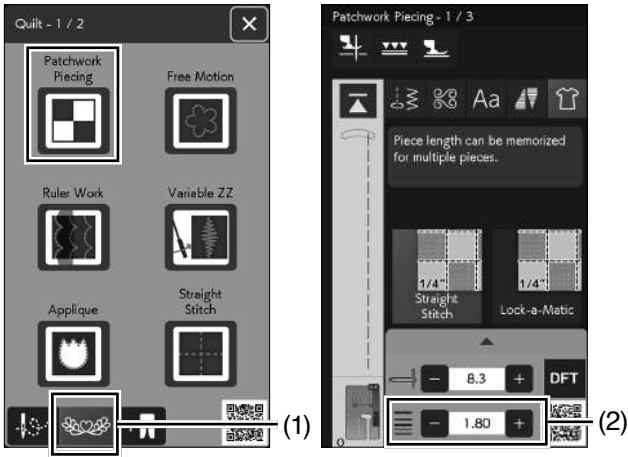 Quilt - 1 / 2
Patchwork
Piecing
Free Motion
Ruler Work
Variable ZZ
Applique
Straight
Stitch
(1)
Patchwork Piecing - 1 / 3
Aa
Piece length can be memorized
for multiple pieces.
1/4"
1/4"
Straight
Stitch
Lock-a-Matic
8.3
DFT
1.80
(2)